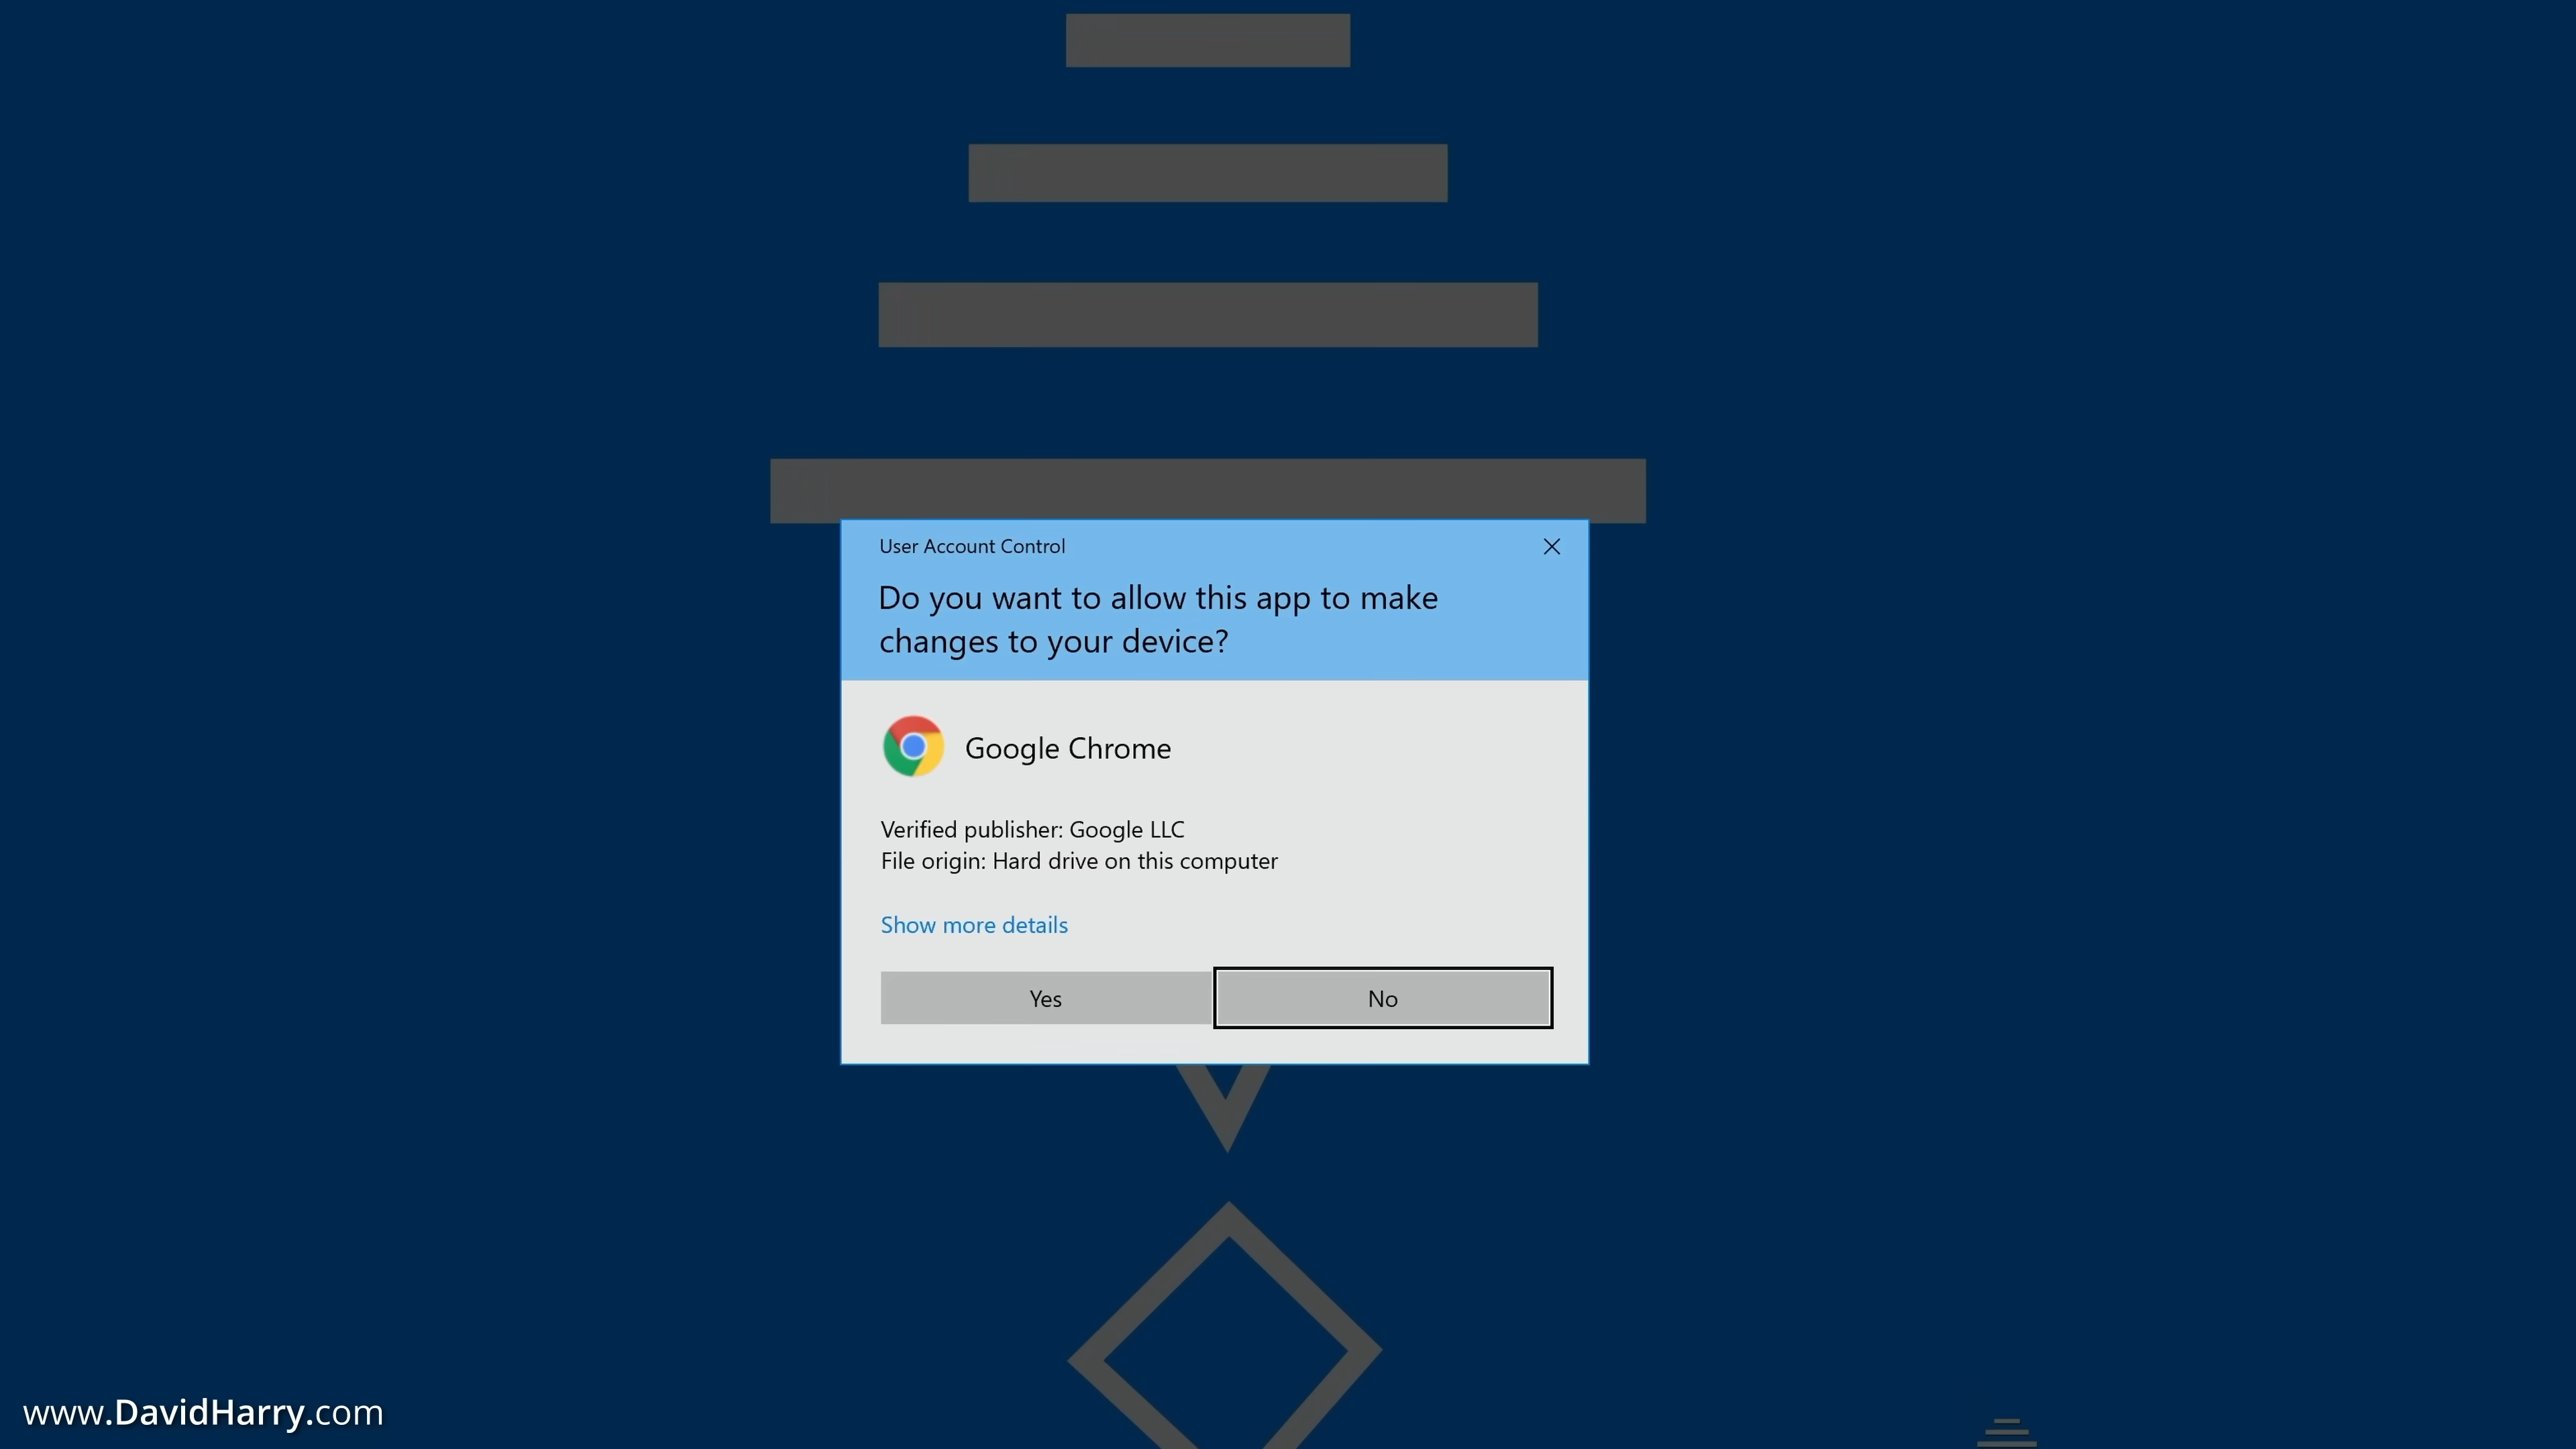 User Account Control
Do you want to allow this app to make
changes to your device?
Google Chrome
Verified publisher: Google LLC
File origin: Hard drive on this computer
Show more details
Yes
No
www.DavidHarry.com